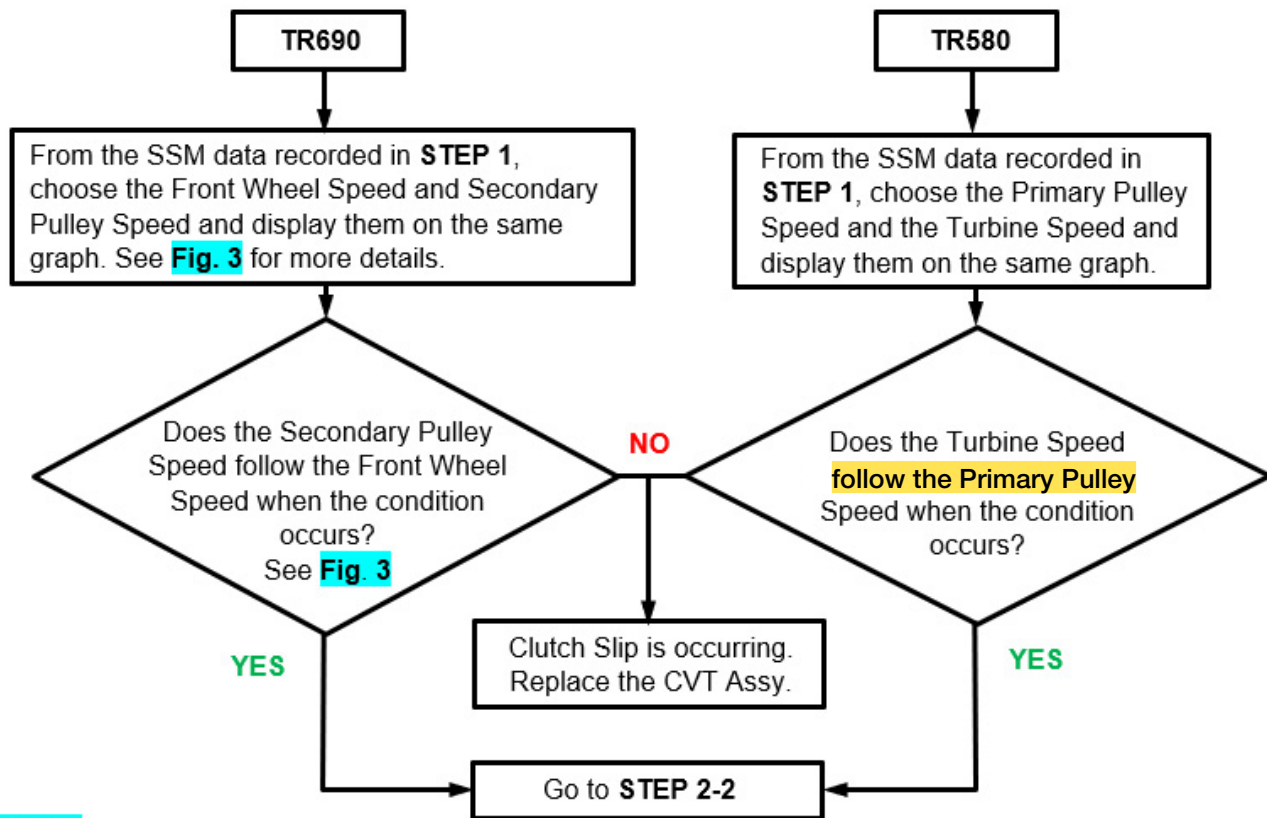 TR690
TR580
From the SSM data recorded in STEP 1,
choose the Front Wheel Speed and Secondary
Pulley Speed and display them on the same
graph. See Fig. 3 for more details.
From the SSM data recorded in
STEP 1, choose the Primary Pulley
Speed and the Turbine Speed and
display them on the same graph.
Does the Secondary Pulley
Speed follow the Front Wheel
Speed when the condition
occurs?
See Fig. 3
NO
Does the Turbine Speed
follow the Primary Pulley
Speed when the condition
occurs?
YES
Clutch Slip is occurring.
Replace the CVT Assy.
YES
Go to STEP 2-2